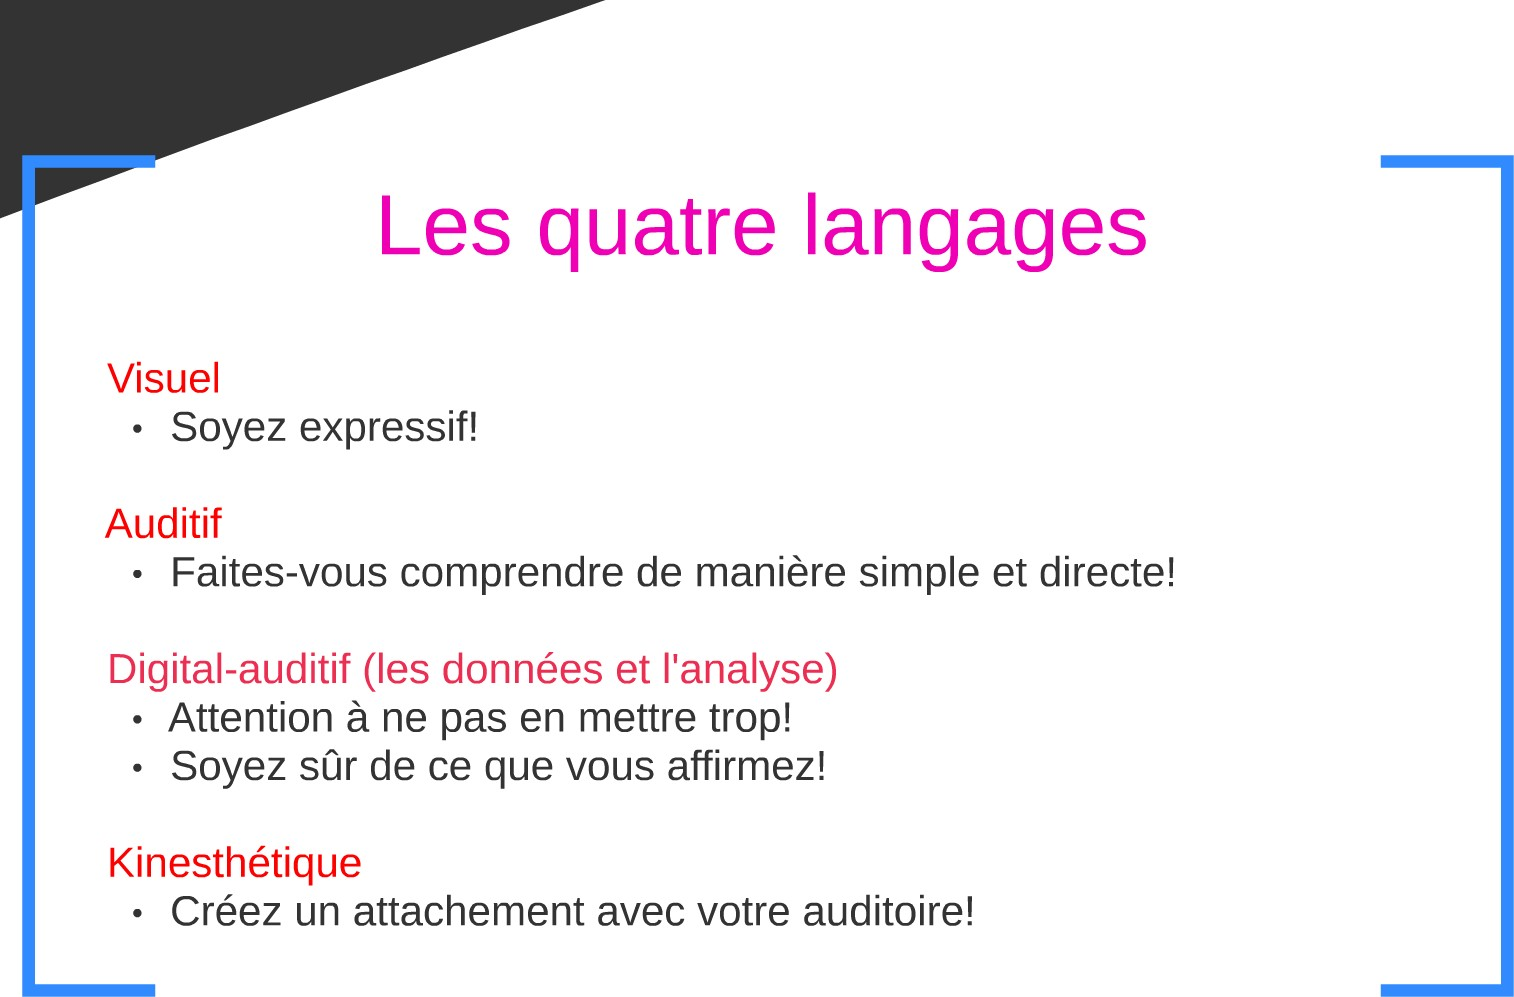 Les quatre langages
Visuel
• Soyez expressif!
Auditif
• Faites-vous comprendre de manière simple et directe!
Digital-auditif (les données et l'analyse)
• Attention à ne pas en mettre trop!
• Soyez sûr de ce que vous affirmez!
Kinesthétique
• Créez un attachement avec votre auditoire!